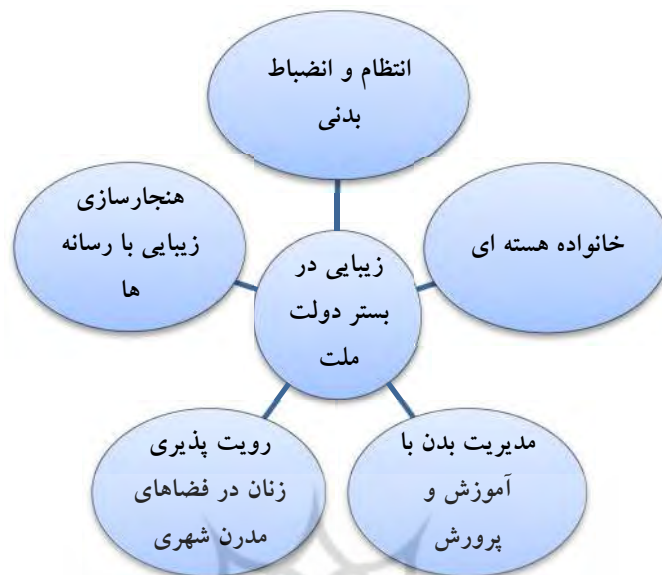 انتظام و انضباط
بدنی
خانواده هسته ای
هنجارسازی
زیبایی با رسانه
ها
زیبایی در
بستر دولت
ملت
مدیریت بدن با
آموزش و
پرورش
رویت پذیری
زنان در فضاهای
مدرن شهری